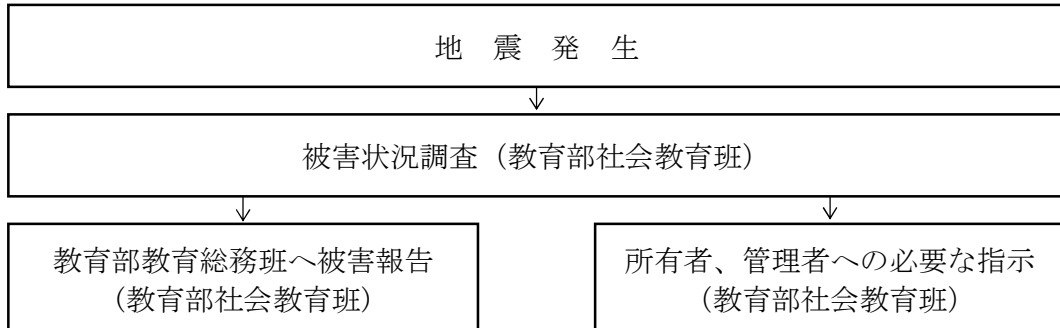 地　震　発　生
被害状況調査（教育部社会教育班）
教育部教育総務班へ被害報告
（教育部社会教育班）
所有者、管理者への必要な指示
（教育部社会教育班）